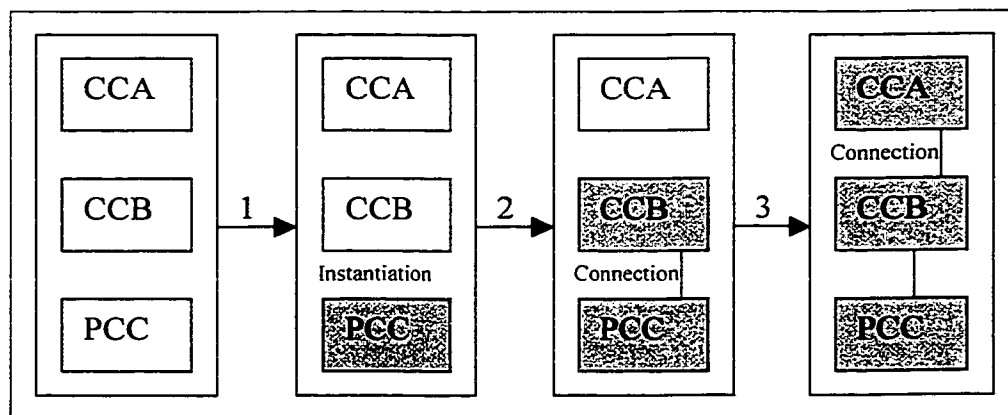 CCA
CCB
PCC
1
CCA
CCB
Instantiation
PCC
2
CCA
CCB
Connection
PCC
3
CCA
Connection
CCB
PCC